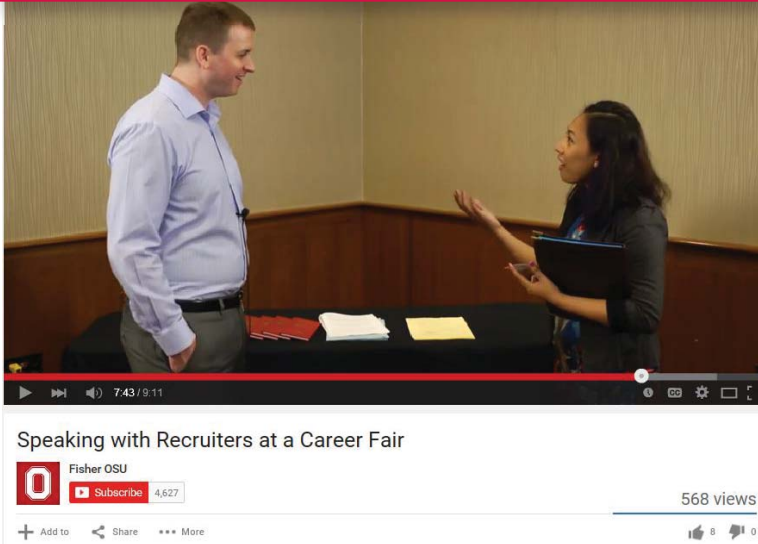 7:43 / 9:11
CC
Speaking with Recruiters at a Career Fair
O
Fisher OSU
Subscribe 4,627
568 views
Add to Share More
8 0